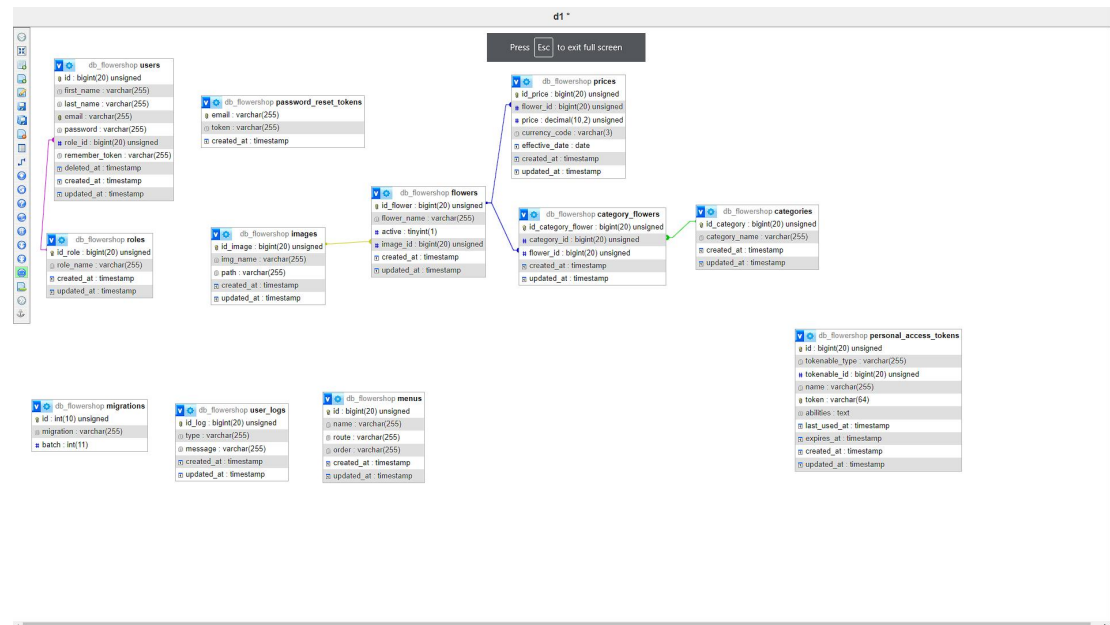 d1 *
Press Esc to exit full screen
db_flowershop users
id : bigint(20) unsigned
first_name : varchar(255)
last_name : varchar(255)
email : varchar(255)
password : varchar(255)
role_id : bigint(20) unsigned
remember_token : varchar(255)
deleted_at : timestamp
created_at : timestamp
updated_at : timestamp
db_flowershop password_reset_tokens
email : varchar(255)
token : varchar(255)
created_at : timestamp
db_flowershop prices
id_price : bigint(20) unsigned
flower_id : bigint(20) unsigned
price : decimal(10,2) unsigned
currency_code : varchar(3)
effective_date : date
created_at : timestamp
updated_at : timestamp
db_flowershop flowers
id_flower : bigint(20) unsigned
flower_name : varchar(255)
active : tinyint(1)
image_id : bigint(20) unsigned
created_at : timestamp
updated_at : timestamp
db_flowershop category_flowers
id_category_flower : bigint(20) unsigned
category_id : bigint(20) unsigned
flower_id : bigint(20) unsigned
created_at : timestamp
updated_at : timestamp
db_flowershop categories
id_category : bigint(20) unsigned
category_name : varchar(255)
created_at : timestamp
updated_at : timestamp
db_flowershop roles
id_role : bigint(20) unsigned
role_name : varchar(255)
created_at : timestamp
updated_at : timestamp
db_flowershop images
id_image : bigint(20) unsigned
img_name : varchar(255)
path : varchar(255)
created_at : timestamp
updated_at : timestamp
db_flowershop personal_access_tokens
id : bigint(20) unsigned
tokenable_type : varchar(255)
tokenable_id : bigint(20) unsigned
name : varchar(255)
token : varchar(64)
abilities : text
last_used_at : timestamp
expires_at : timestamp
created_at : timestamp
updated_at : timestamp
db_flowershop migrations
id : int(10) unsigned
migration : varchar(255)
batch : int(11)
db_flowershop user_logs
id_log : bigint(20) unsigned
type : varchar(255)
message : varchar(255)
created_at : timestamp
updated_at : timestamp
db_flowershop menus
id : bigint(20) unsigned
name : varchar(255)
route : varchar(255)
order : varchar(255)
created_at : timestamp
updated_at : timestamp